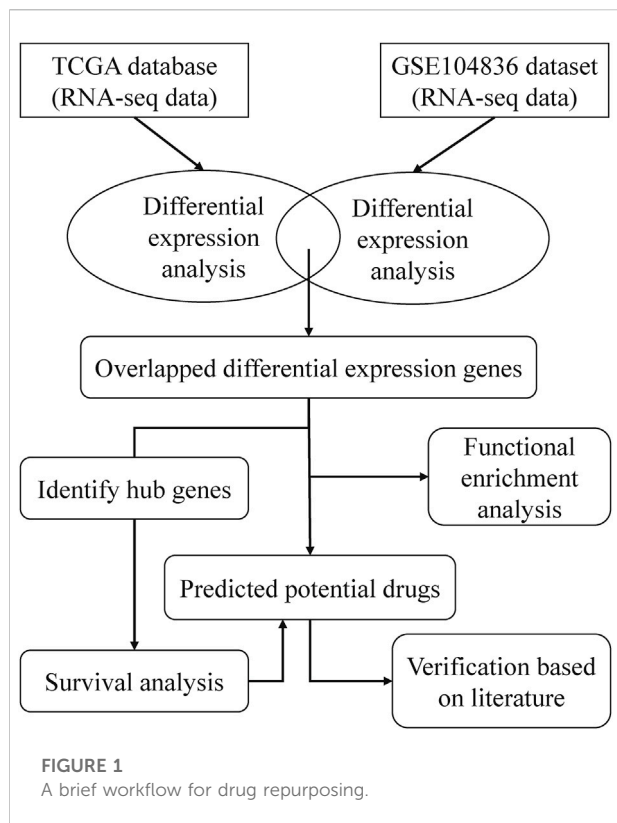 TCGA database
(RNA-seq data)
GSE104836 dataset
(RNA-seq data)
Differential
expression
analysis
Differential
expression
analysis
Overlapped differential expression genes
Identify hub genes
Functional
enrichment
analysis
Predicted potential drugs
Survival analysis
Verification based
on literature
FIGURE 1
A brief workflow for drug repurposing.